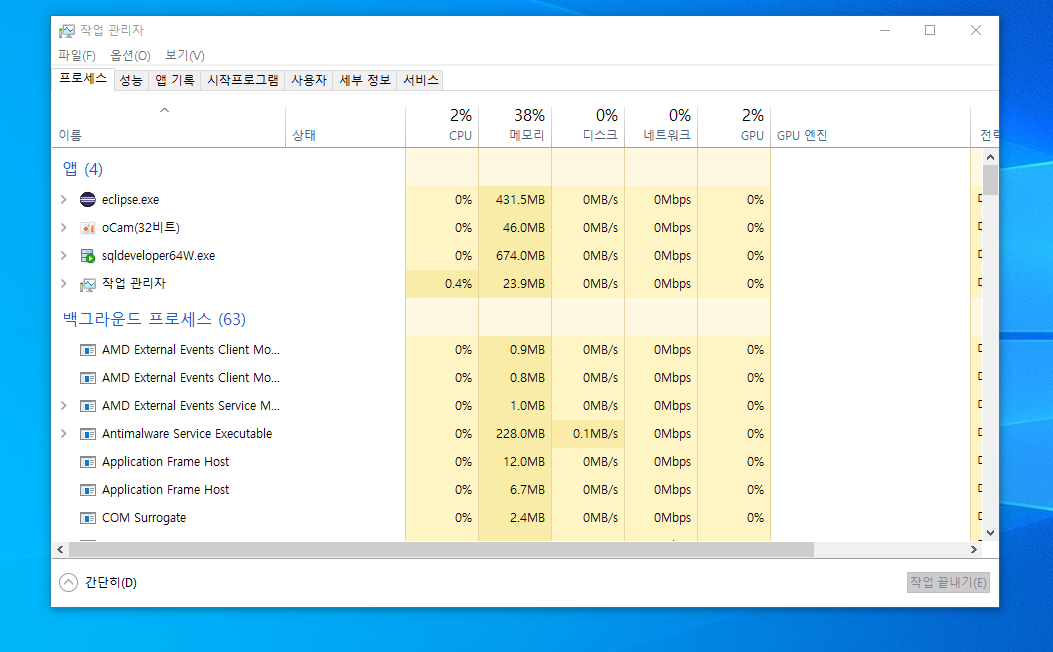 작업 관리자
파일(F) 옵션(O) 보기(V)
프로세스 성능 앱 기록 시작프로그램 사용자 세부 정보 서비스
2% 38% 0% 0% 2%
이름 상태 CPU 메모리 디스크 네트워크 GPU GPU 엔진 전력
앱 (4)
eclipse.exe 0% 431.5MB 0MB/s 0Mbps 0%
oCam(32비트) 0% 46.0MB 0MB/s 0Mbps 0%
sqldeveloper64W.exe 0% 674.0MB 0MB/s 0Mbps 0%
작업 관리자 0.4% 23.9MB 0MB/s 0Mbps 0%
백그라운드 프로세스 (63)
AMD External Events Client Mo... 0% 0.9MB 0MB/s 0Mbps 0%
AMD External Events Client Mo... 0% 0.8MB 0MB/s 0Mbps 0%
AMD External Events Service M... 0% 1.0MB 0MB/s 0Mbps 0%
Antimalware Service Executable 0% 228.0MB 0.1MB/s 0Mbps 0%
Application Frame Host 0% 12.0MB 0MB/s 0Mbps 0%
Application Frame Host 0% 6.7MB 0MB/s 0Mbps 0%
COM Surrogate 0% 2.4MB 0MB/s 0Mbps 0%
간단히(D) 작업 끝내기(E)